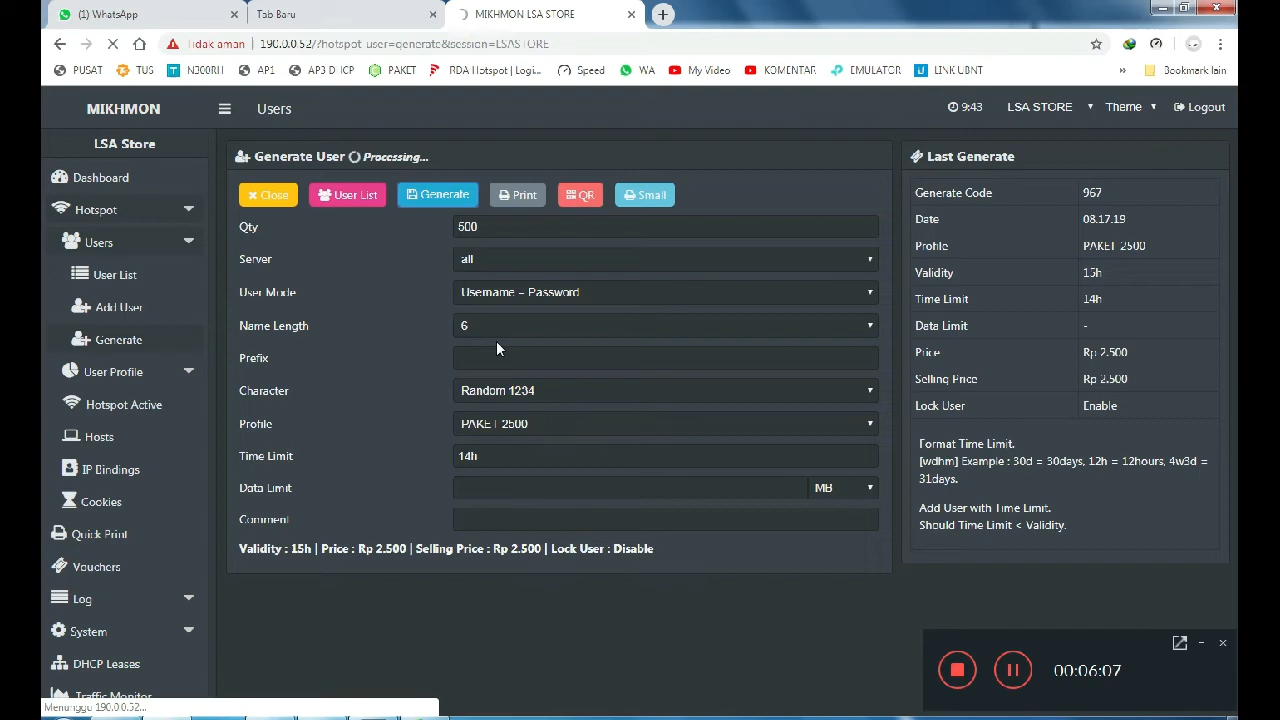 (1) WhatsApp
Tab Baru
MIKHMON LSA STORE
Tidak aman
190.0.0.52/?hotspot-user=generate&session=LSASTORE
PUSAT
TUS
N300RH
AP1
AP3 DHCP
PAKET
RDA Hotspot | Logi...
Speed
WA
My Video
KOMENTAR
EMULATOR
LINK UBNT
»
Bookmark lain
MIKHMON
Users
9:43
LSA STORE
Theme
Logout
LSA Store
Dashboard
Hotspot
Users
User List
Add User
Generate
User Profile
Hotspot Active
Hosts
IP Bindings
Cookies
Quick Print
Vouchers
Log
System
DHCP Leases
Traffic Monitor
Menunggu 190.0.0.52...
Generate User Processing...
Close User List Generate Print QR Small
Qty 500
Server all
User Mode Username = Password
Name Length 6
Prefix
Character Random 1234
Profile PAKET 2500
Time Limit 14h
Data Limit MB
Comment
Validity : 15h | Price : Rp 2.500 | Selling Price : Rp 2.500 | Lock User : Disable
Last Generate
Generate Code 967
Date 08.17.19
Profile PAKET 2500
Validity 15h
Time Limit 14h
Data Limit -
Price Rp 2.500
Selling Price Rp 2.500
Lock User Enable
Format Time Limit.
[wdhm] Example : 30d = 30days, 12h = 12hours, 4w3d =
31days.
Add User with Time Limit.
Should Time Limit < Validity.
00:06:07